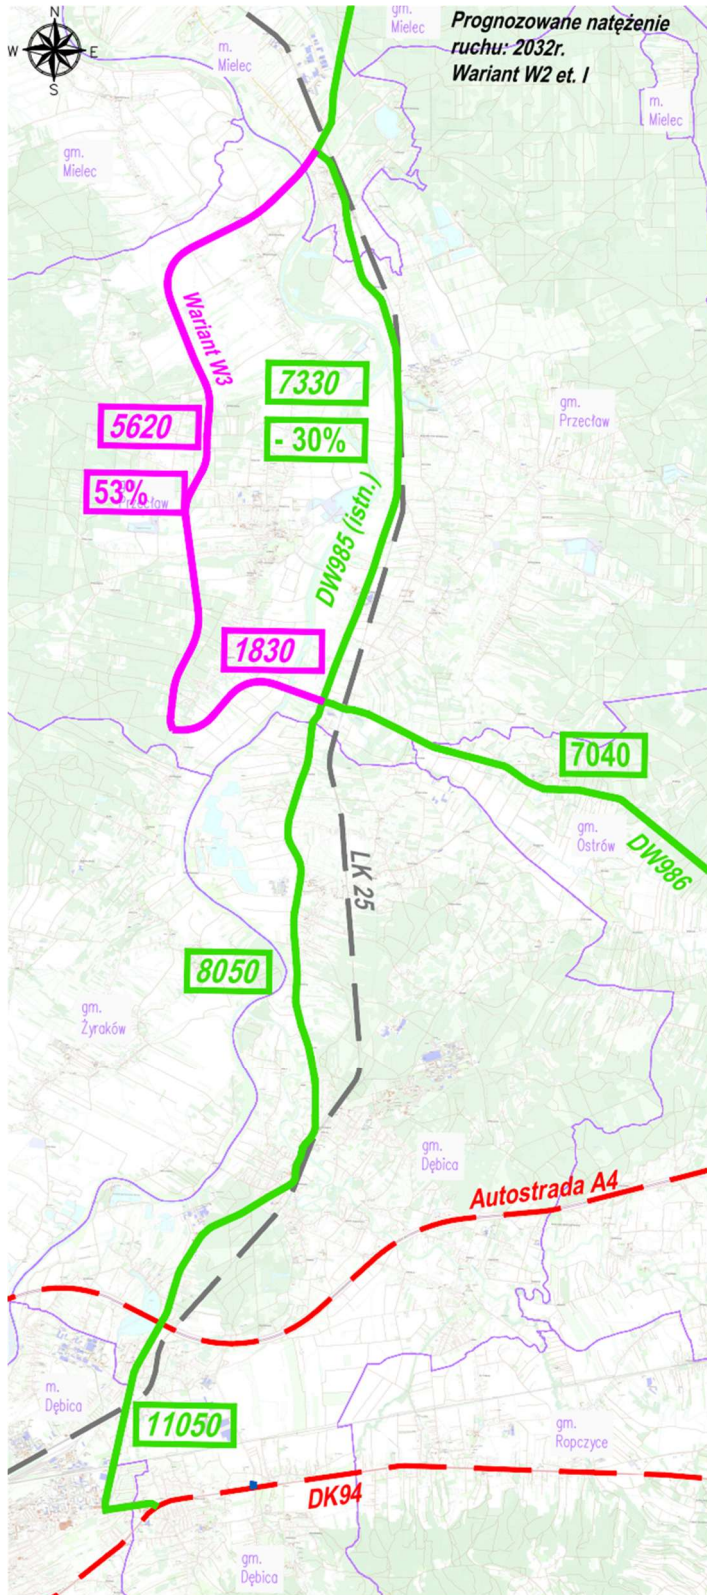 N
W
E
S
gm.
Mielec
Prognozowane natężenie
ruchu: 2032r.
Wariant W2 et. I
m.
Mielec
m.
Mielec
gm.
Mielec
Wariant W3
7330
- 30%
5620
53%
gm.
Przecław
DW985 (istn.)
1830
7040
gm.
Ostrów
DW986
LK 25
8050
gm.
Żyraków
gm.
Dębica
Autostrada A4
m.
Dębica
11050
gm.
Ropczyce
DK94
gm.
Dębica